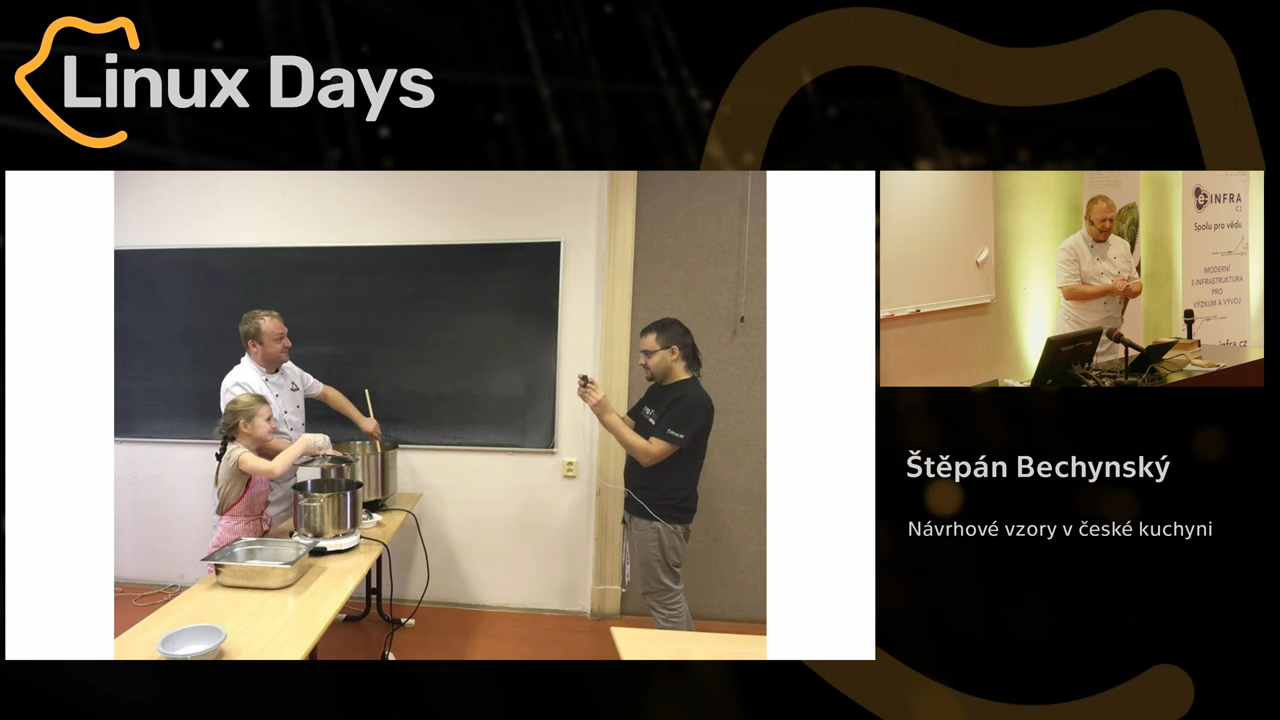 Linux Days
e-INFRA
CZ
Spolu pro vědu
MODERNÍ
E-INFRASTRUKTURA
PRO
VÝZKUM A VÝVOJ
infra.cz
Štěpán Bechynský
Návrhové vzory v české kuchyni